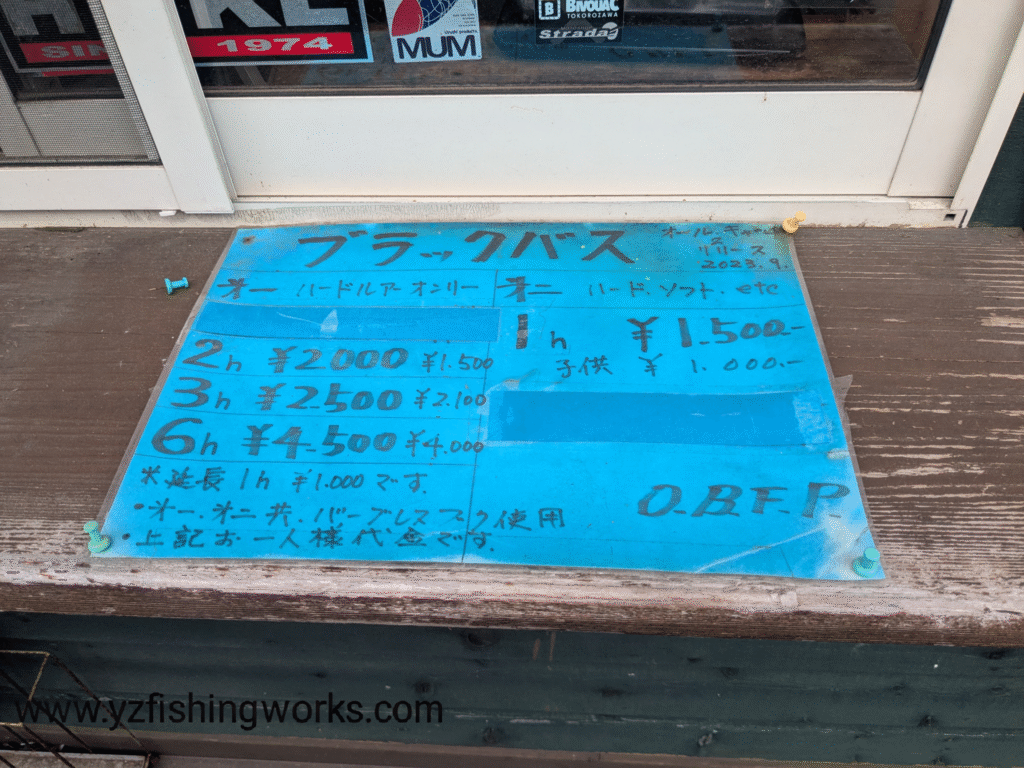 SIN
1974
MUM
BIVOUAC
TOKOROZAWA
Strada
ブラックバス
オール.キャッチ
&
リリース
2023.9.
オー ハードルアーオンリー
オニ ハード.ソフト.etc
2h ¥2.000 ¥1.500
3h ¥2.500 ¥2.100
6h ¥4.500 ¥4.000
※延長1h ¥1.000です.
・オー.オニ共.バーブレスフック使用
・上記お一人様代金です.
1h ¥1.500.-
子供 ¥1.000.-
O.B.F.P.
www.yzfishingworks.com